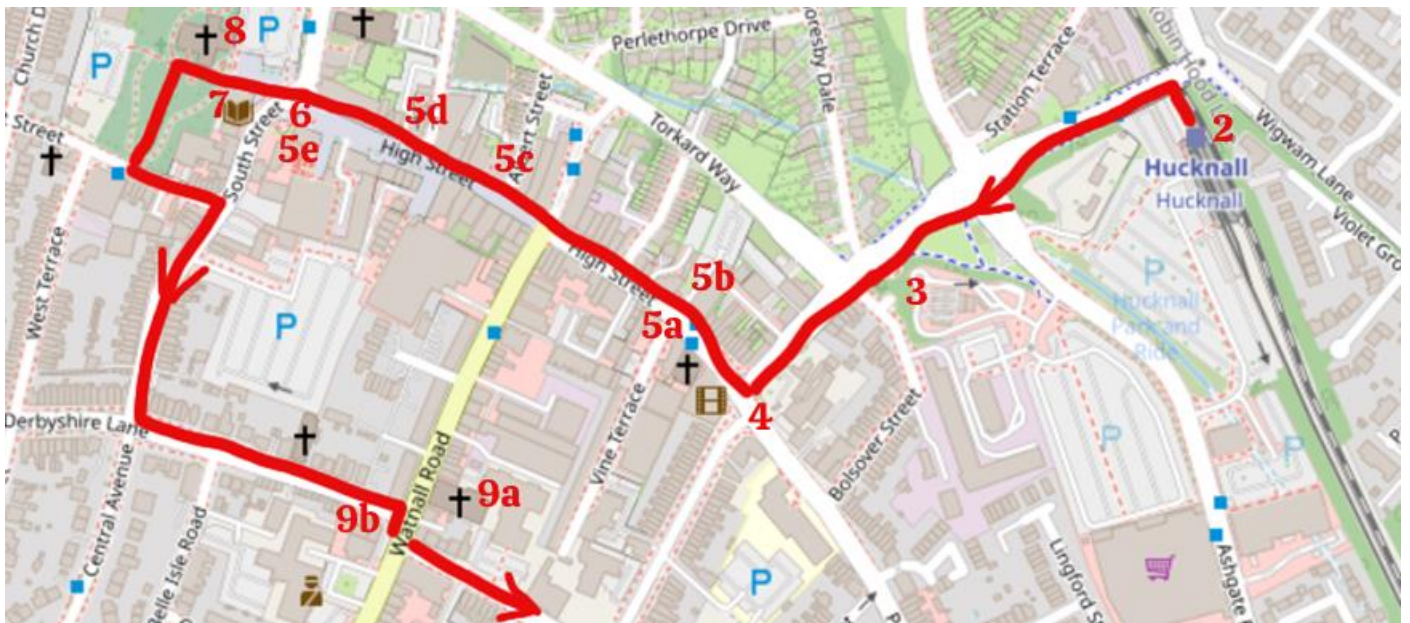 Church D
8
P
P
Perlethorpe Drive
oresby Dale
Robin Hood L
Station Terrace
Wigwam Lane
7
6
5d
5e
5c
2
e Street
South Street
High Street
ert Street
Torkard Way
Hucknall
Hucknall
Violet Gro
West Terrace
High Street
5b
3
P
P
Hucknall
Park and
Ride
5a
4
Derbyshire Lane
Vine Terrace
Bolsover Street
P
P
Central Avenue
Watnall Road
9a
9b
Belle Isle Road
P
Lingford St
Ashgate